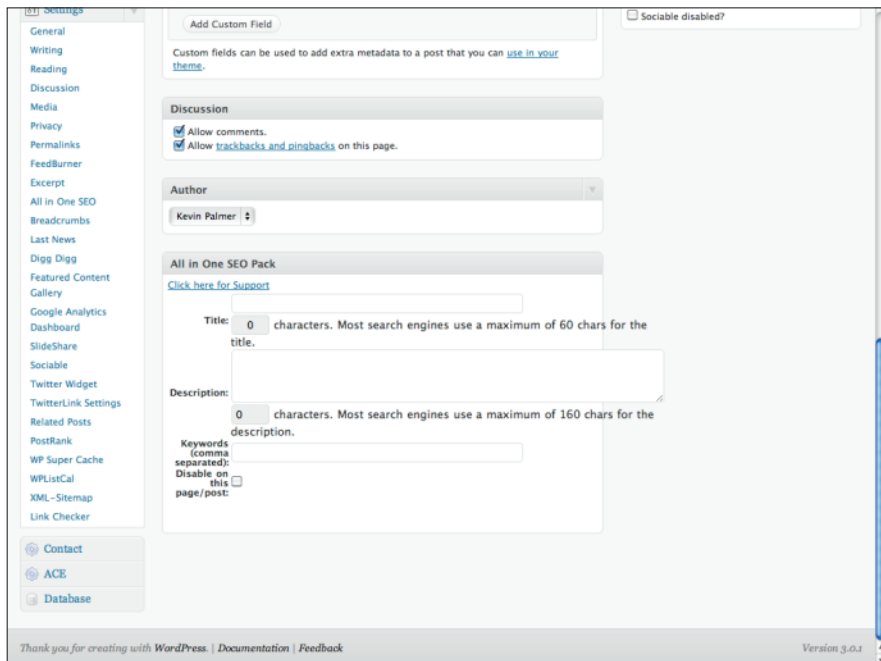 Settings
General
Writing
Reading
Discussion
Media
Privacy
Permalinks
FeedBurner
Excerpt
All in One SEO
Breadcrumbs
Last News
Digg Digg
Featured Content
Gallery
Google Analytics
Dashboard
SlideShare
Sociable
Twitter Widget
TwitterLink Settings
Related Posts
PostRank
WP Super Cache
WPListCal
XML-Sitemap
Link Checker
Contact
ACE
Database
Add Custom Field
Custom fields can be used to add extra metadata to a post that you can use in your
theme.
Discussion
Allow comments.
Allow trackbacks and pingbacks on this page.
Author
Kevin Palmer
All in One SEO Pack
Click here for Support
Title:
0 characters. Most search engines use a maximum of 60 chars for the
title.
Description:
0 characters. Most search engines use a maximum of 160 chars for the
description.
Keywords
(comma
separated):
Disable on
this
page/post:
Sociable disabled?
Thank you for creating with WordPress. | Documentation | Feedback
Version 3.0.1